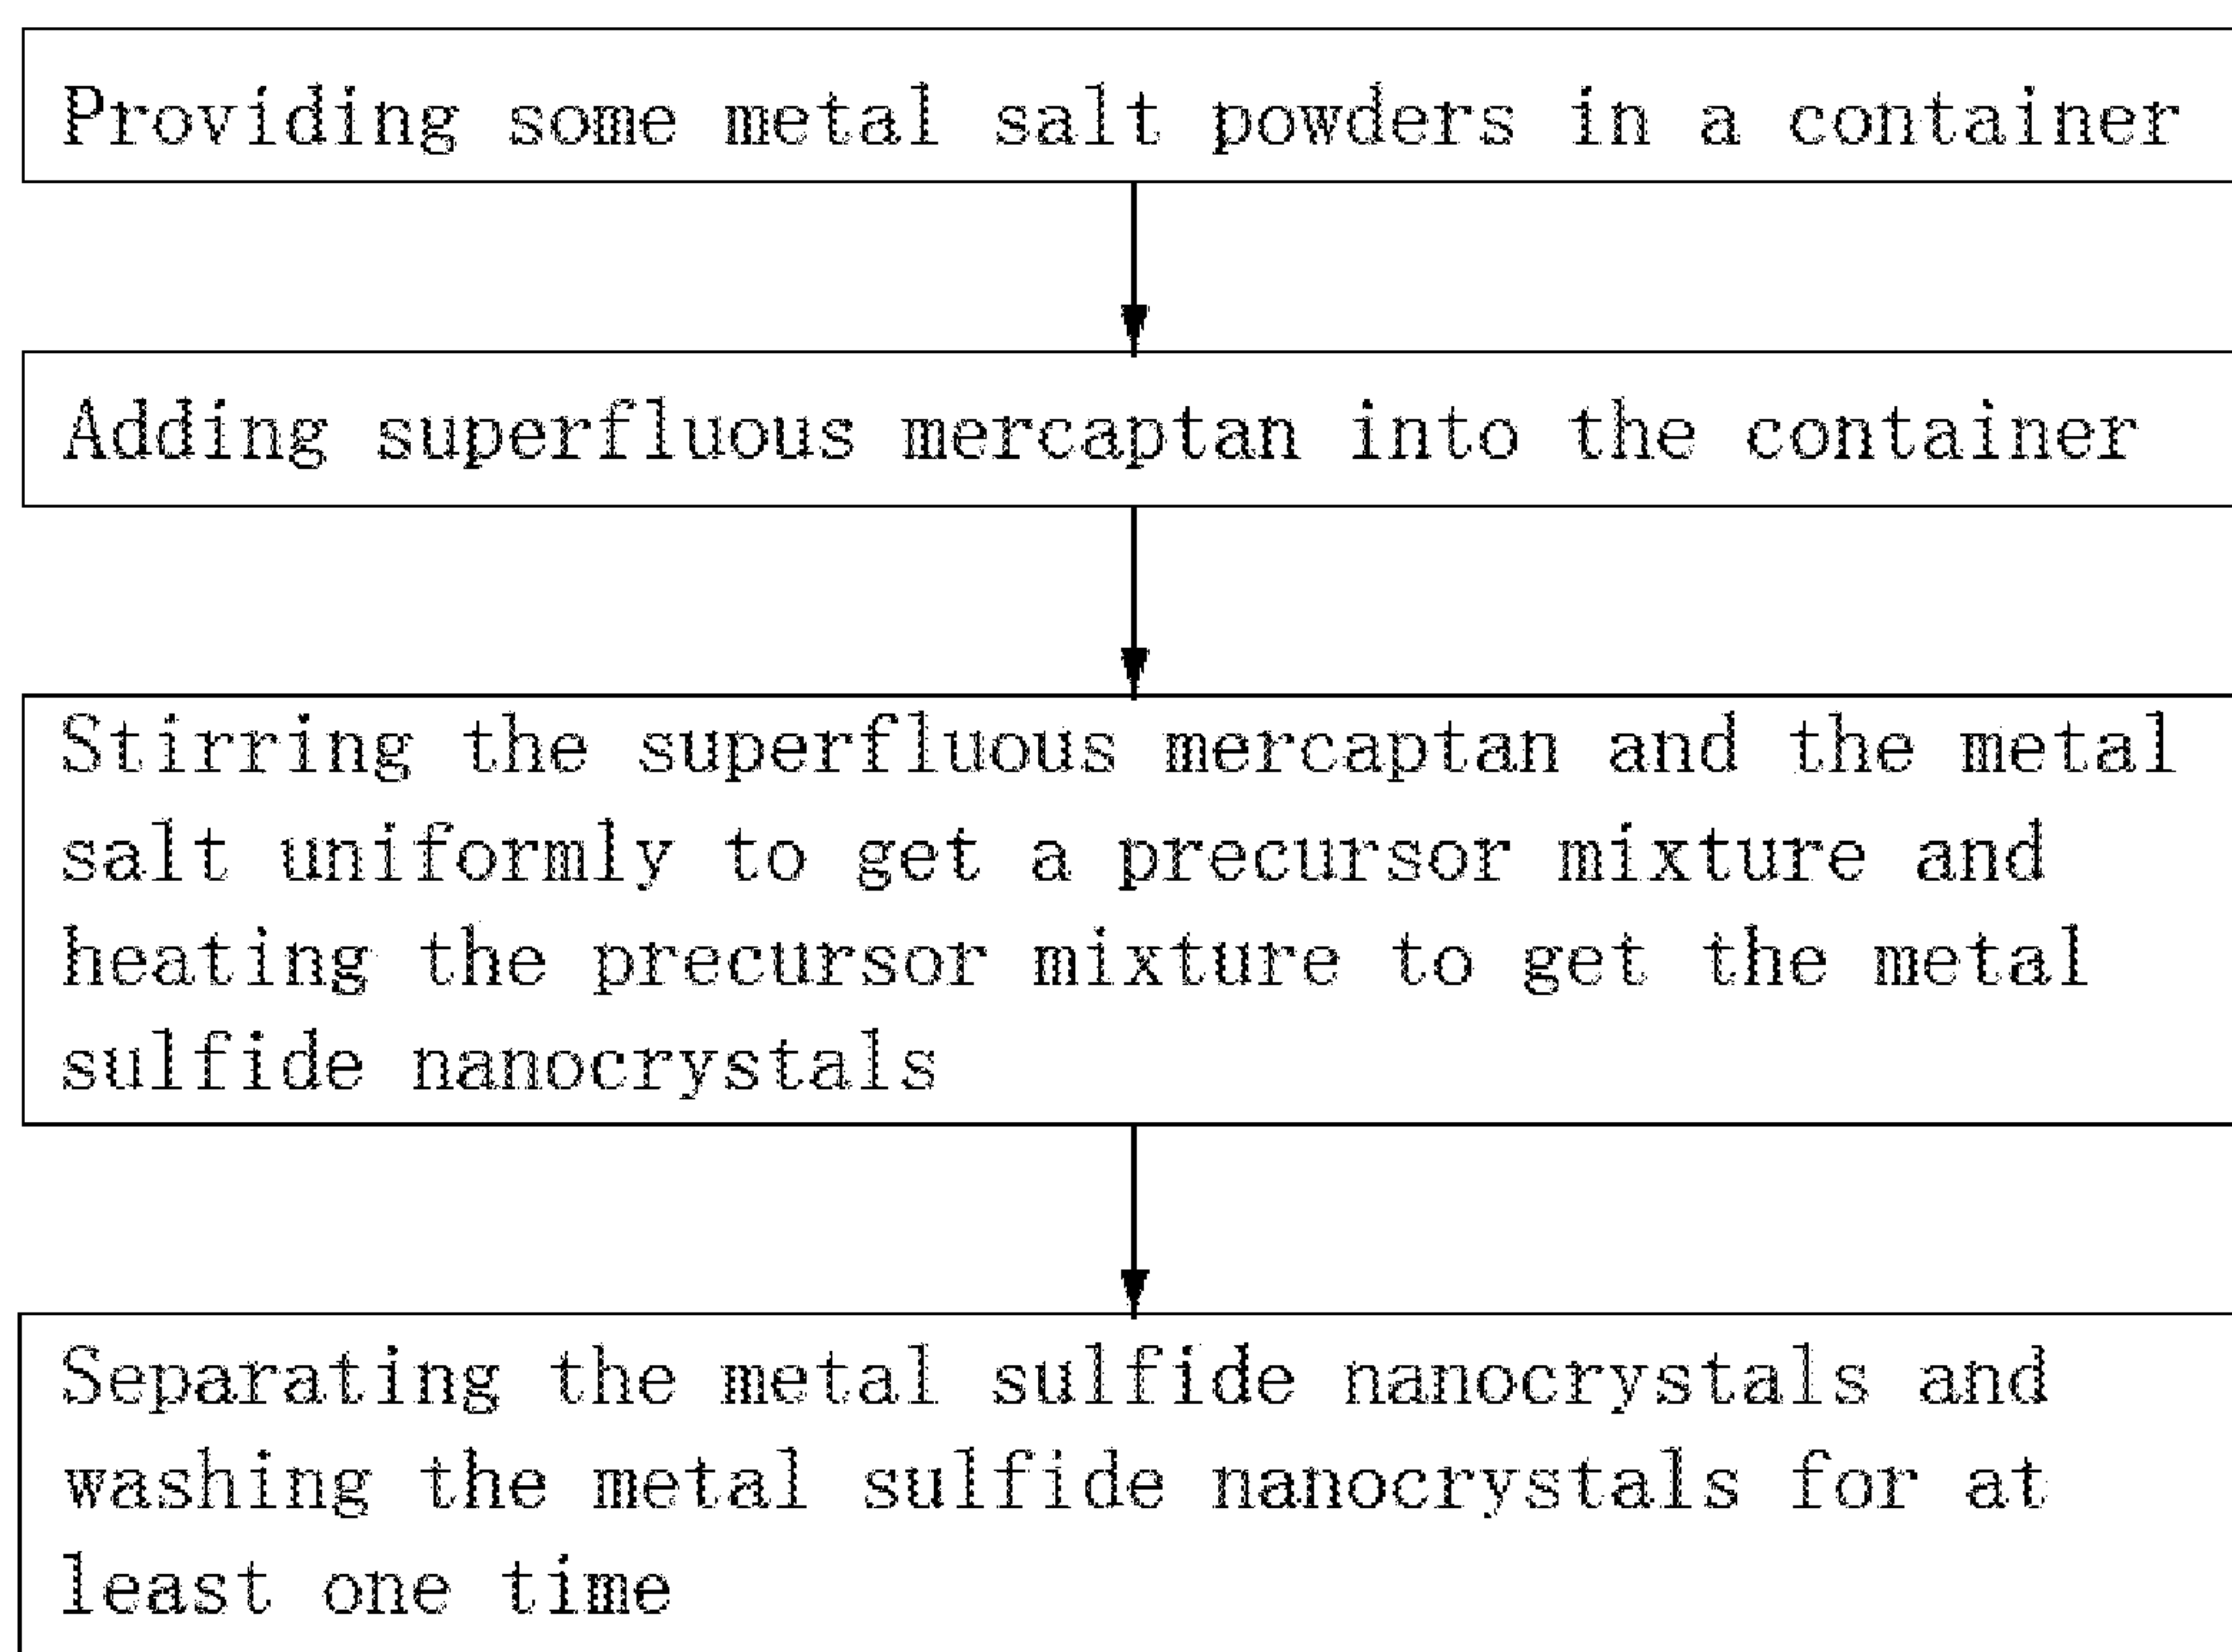 Providing some metal salt powders in a container
Adding superfluous mercaptan into the container
Stirring the superfluous mercaptan and the metal
salt uniformly to get a precursor mixture and
heating the precursor mixture to get the metal
sulfide nanocrystals
Separating the metal sulfide nanocrystals and
washing the metal sulfide nanocrystals for at
least one time